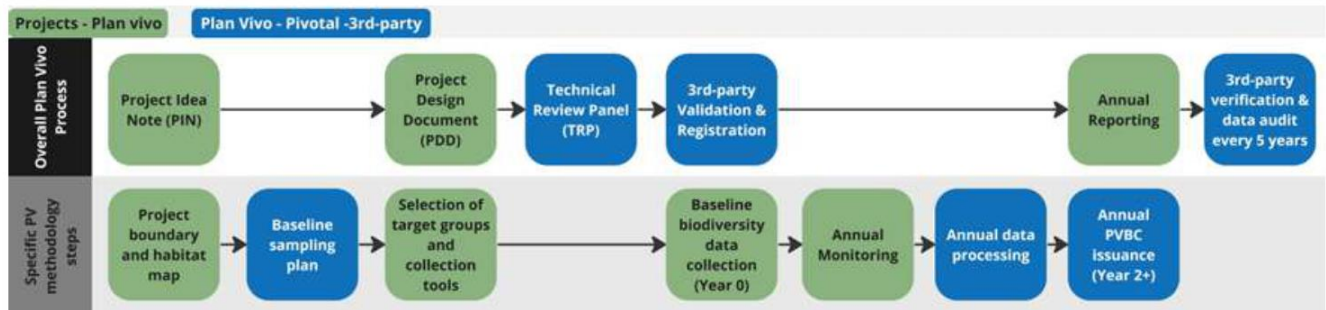 Projects - Plan vivo
Plan Vivo - Pivotal -3rd-party
Overall Plan Vivo
Process
Project Idea
Note (PIN)
Project
Design
Document
(PDD)
Technical
Review Panel
(TRP)
3rd-party
Validation &
Registration
Annual
Reporting
3rd-party
verification &
data audit
every 5 years
Specific PV
methodology
steps
Project
boundary
and habitat
map
Baseline
sampling
plan
Selection of
target groups
and
collection
tools
Baseline
biodiversity
data
collection
(Year 0)
Annual
Monitoring
Annual data
processing
Annual
PVBC
issuance
(Year 2+)